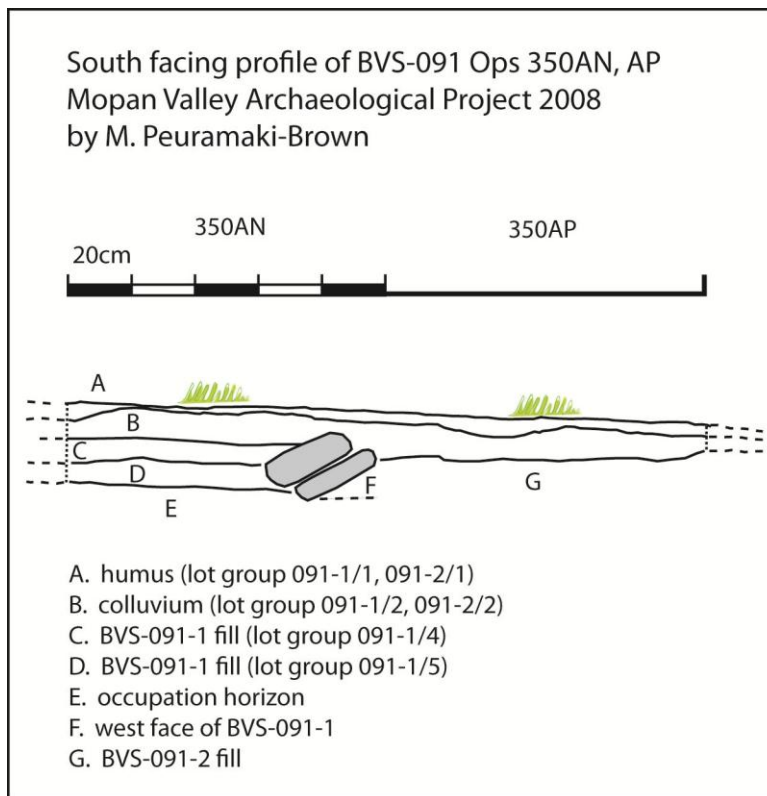 South facing profile of BVS-091 Ops 350AN, AP
Mopan Valley Archaeological Project 2008
by M. Peuramaki-Brown
350AN 350AP
20cm
A
B
C
D
E
F
G
A. humus (lot group 091-1/1, 091-2/1)
B. colluvium (lot group 091-1/2, 091-2/2)
C. BVS-091-1 fill (lot group 091-1/4)
D. BVS-091-1 fill (lot group 091-1/5)
E. occupation horizon
F. west face of BVS-091-1
G. BVS-091-2 fill